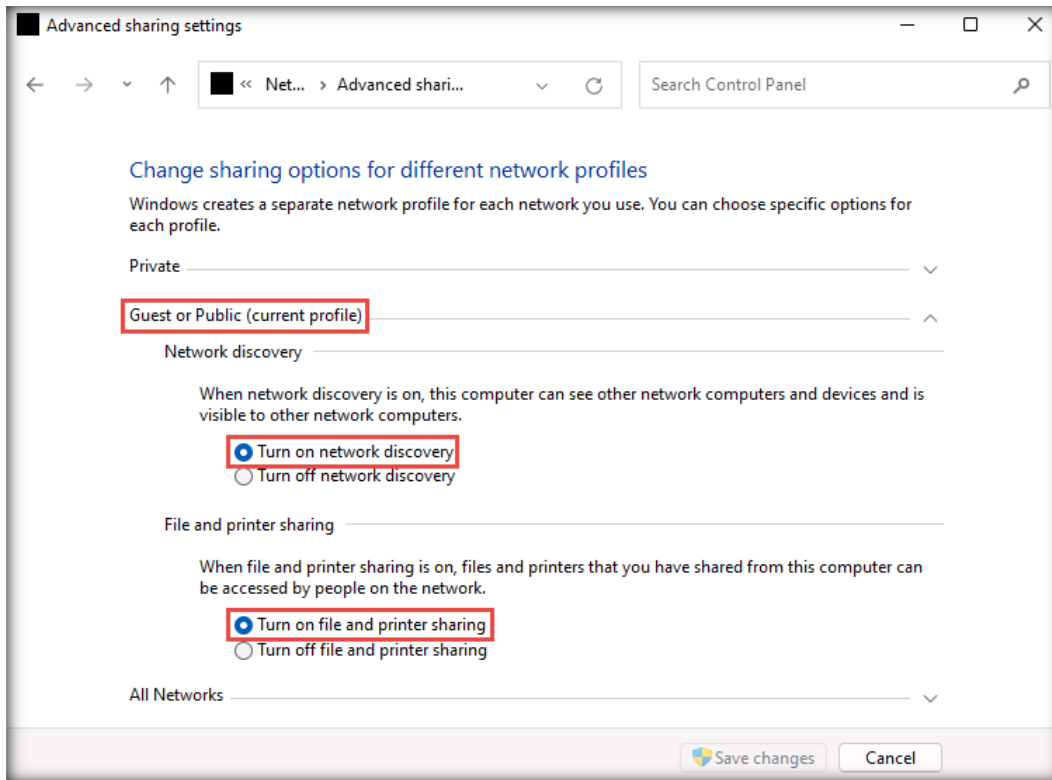 Advanced sharing settings
« Net... › Advanced shari...
Search Control Panel
Change sharing options for different network profiles
Windows creates a separate network profile for each network you use. You can choose specific options for
each profile.
Private
Guest or Public (current profile)
Network discovery
When network discovery is on, this computer can see other network computers and devices and is
visible to other network computers.
Turn on network discovery
Turn off network discovery
File and printer sharing
When file and printer sharing is on, files and printers that you have shared from this computer can
be accessed by people on the network.
Turn on file and printer sharing
Turn off file and printer sharing
All Networks
Save changes
Cancel